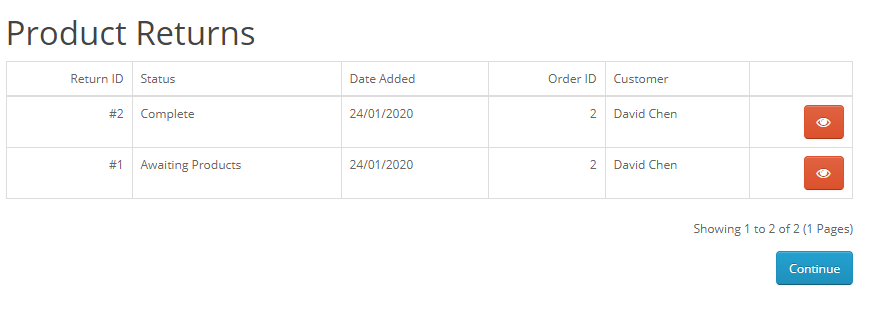 Product Returns
Return ID Status Date Added Order ID Customer
#2 Complete 24/01/2020 2 David Chen
#1 Awaiting Products 24/01/2020 2 David Chen
Showing 1 to 2 of 2 (1 Pages)
Continue